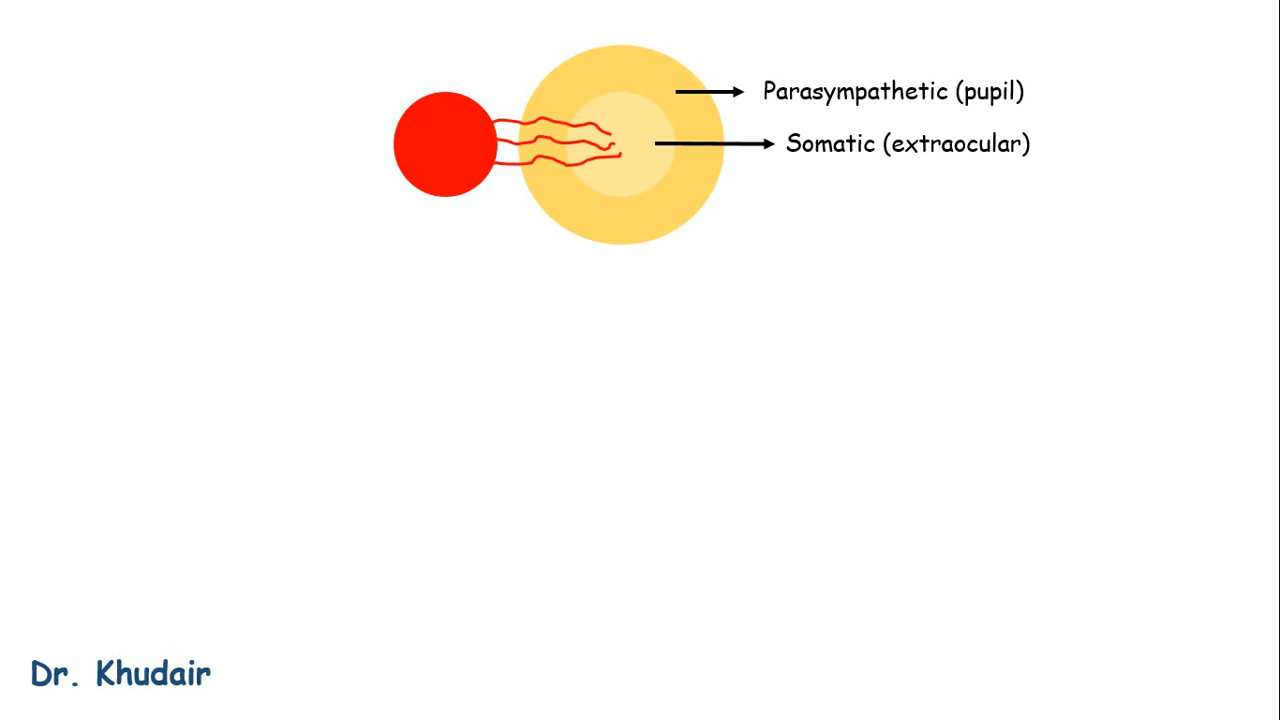 Parasympathetic (pupil)
Somatic (extraocular)
Dr. Khudair